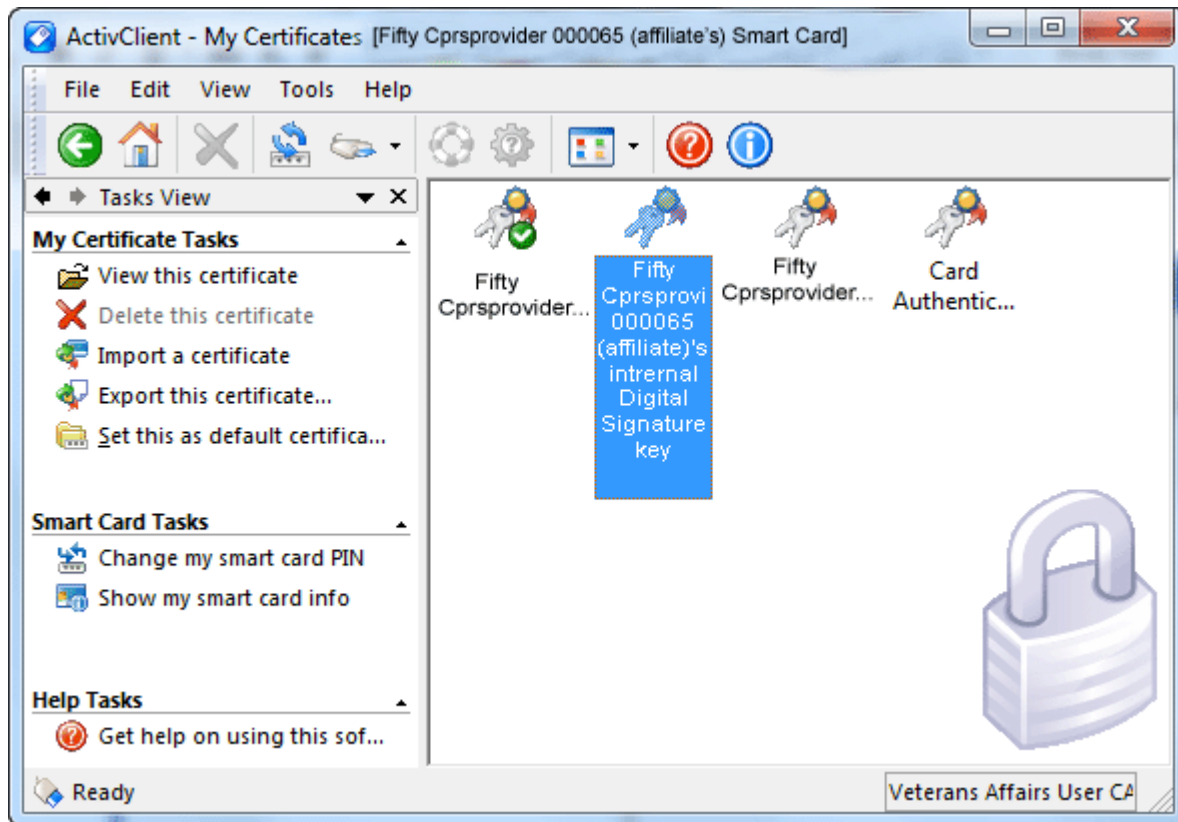 ActivClient - My Certificates [Fifty Cprsprovider 000065 (affiliate's) Smart Card]
File Edit View Tools Help
Tasks View
My Certificate Tasks
View this certificate
Delete this certificate
Import a certificate
Export this certificate...
Set this as default certifica...
Smart Card Tasks
Change my smart card PIN
Show my smart card info
Help Tasks
Get help on using this sof...
Fifty
Cprsprovider...
Fifty
Cprsprovi
000065
(affiliate)'s
intrernal
Digital
Signature
key
Fifty
Cprsprovider...
Card
Authentic...
Ready
Veterans Affairs User CA